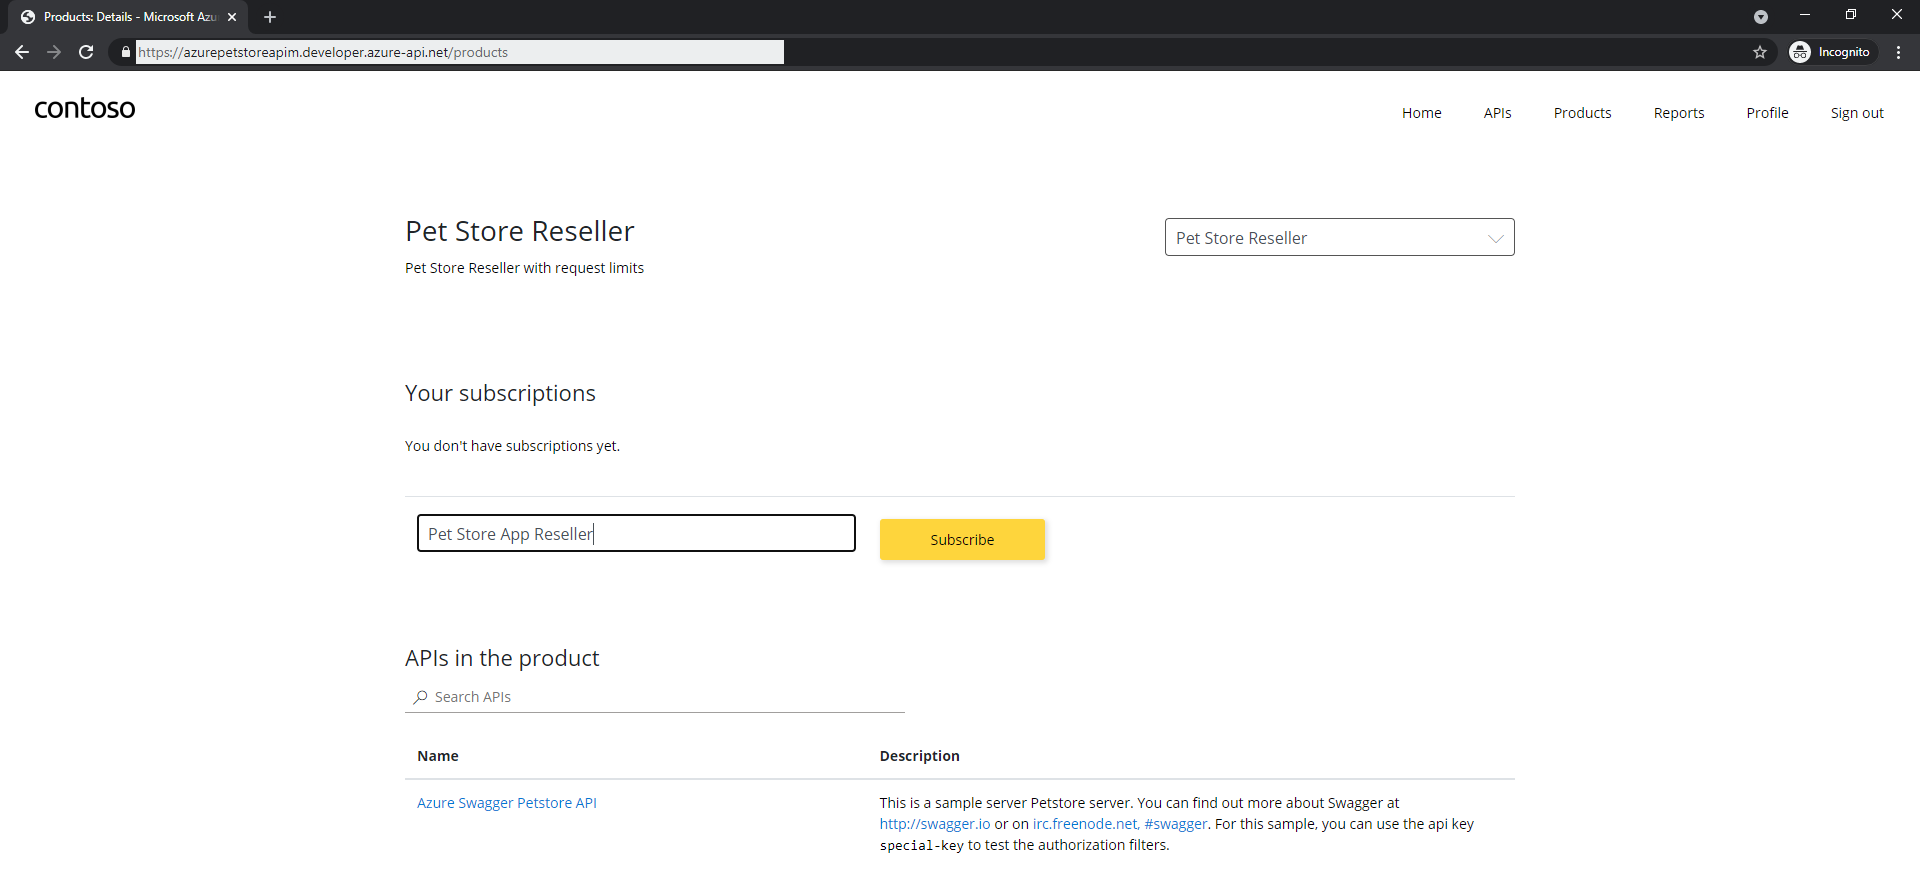 Products: Details - Microsoft Azu
https://azurepetstoreapim.developer.azure-api.net/products
Incognito
contoso
Home APIs Products Reports Profile Sign out
Pet Store Reseller
Pet Store Reseller
Pet Store Reseller with request limits
Your subscriptions
You don't have subscriptions yet.
Pet Store App Reseller
Subscribe
APIs in the product
Search APIs
Name Description
Azure Swagger Petstore API
This is a sample server Petstore server. You can find out more about Swagger at
http://swagger.io or on irc.freenode.net, #swagger. For this sample, you can use the api key
special-key to test the authorization filters.